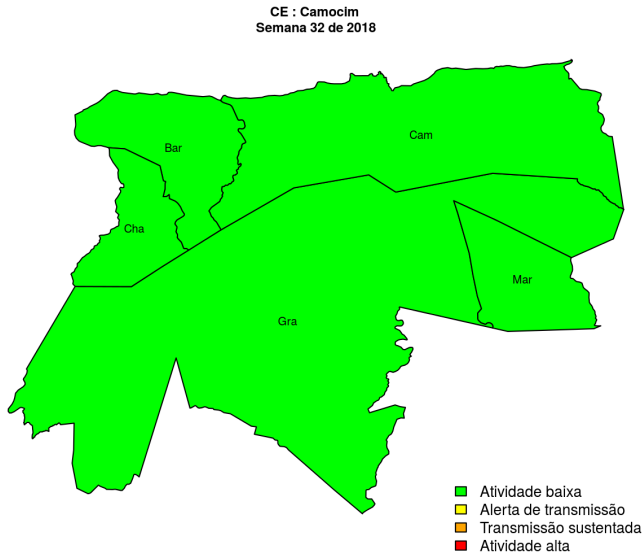 CE : Camocim
Semana 32 de 2018
Bar
Cam
Cha
Mar
Gra
Atividade baixa
Alerta de transmissão
Transmissão sustentada
Atividade alta